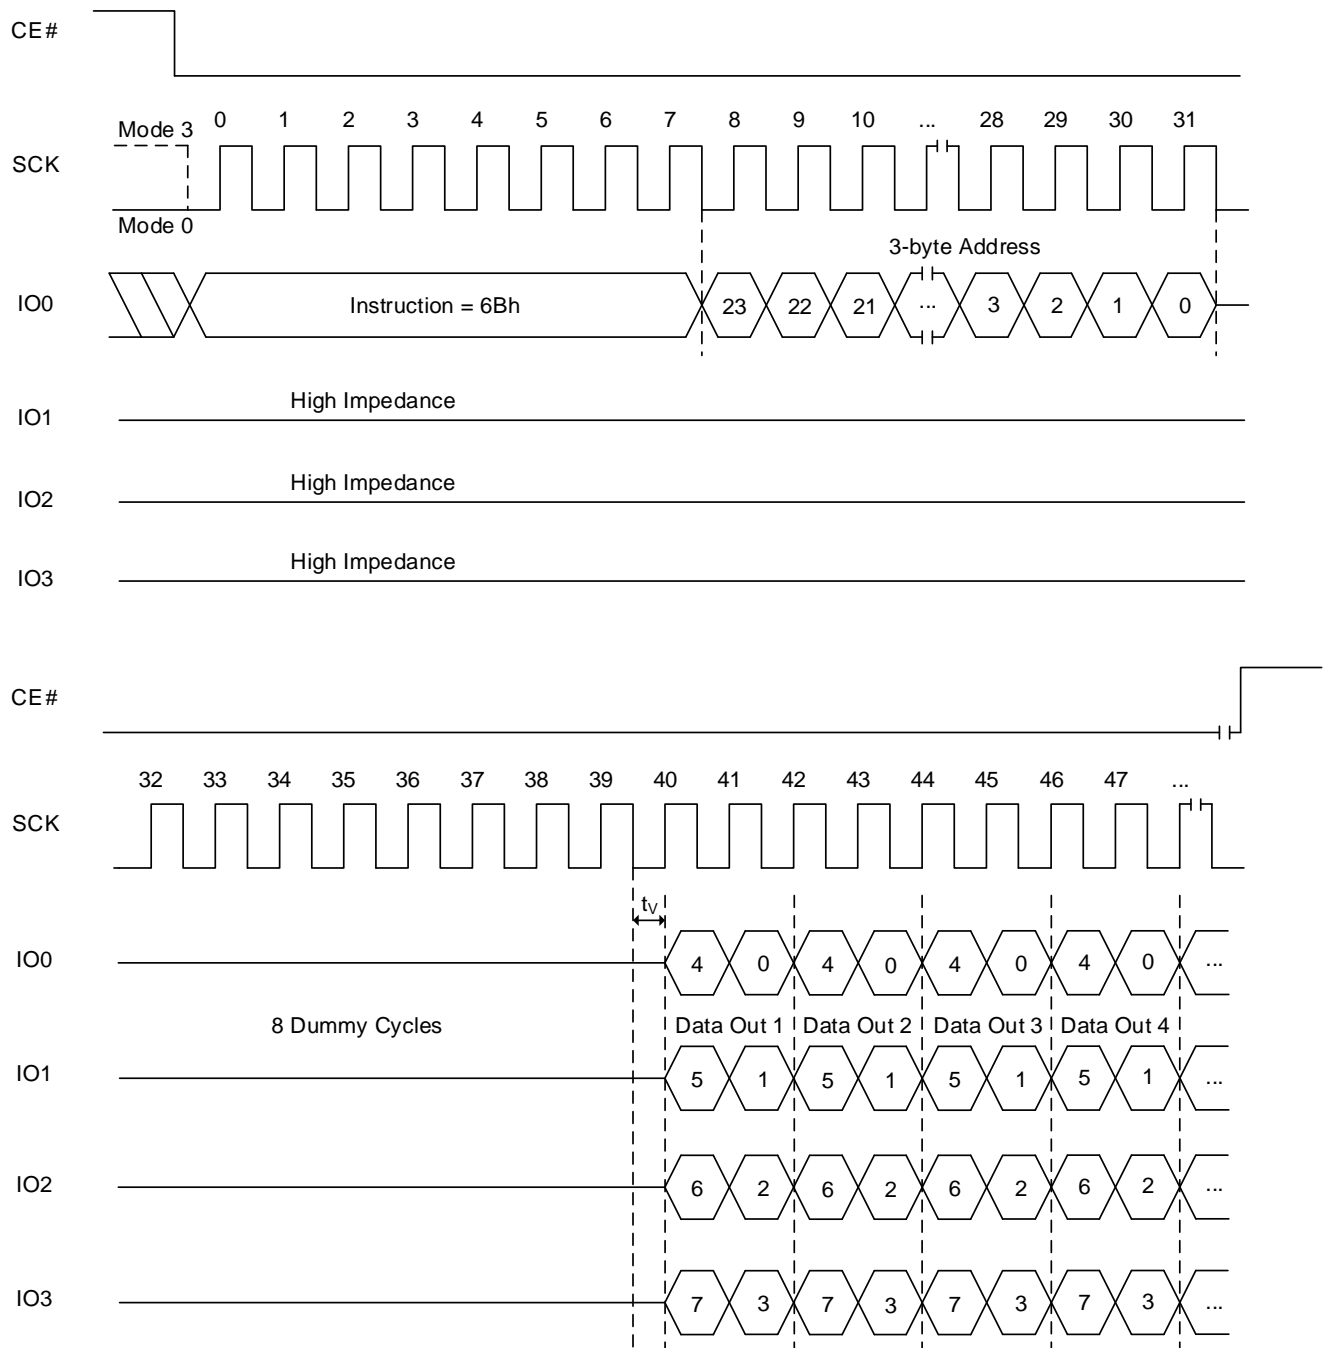 CE#
Mode 3 0 1 2 3 4 5 6 7 8 9 10 ... 28 29 30 31
SCK
Mode 0
3-byte Address
IO0 Instruction = 6Bh 23 22 21 ... 3 2 1 0
High Impedance
IO1
High Impedance
IO2
High Impedance
IO3
CE#
32 33 34 35 36 37 38 39 40 41 42 43 44 45 46 47 ...
SCK
tV
IO0 4 0 4 0 4 0 4 0 ...
8 Dummy Cycles Data Out 1 Data Out 2 Data Out 3 Data Out 4
IO1 5 1 5 1 5 1 5 1 ...
IO2 6 2 6 2 6 2 6 2 ...
IO3 7 3 7 3 7 3 7 3 ...